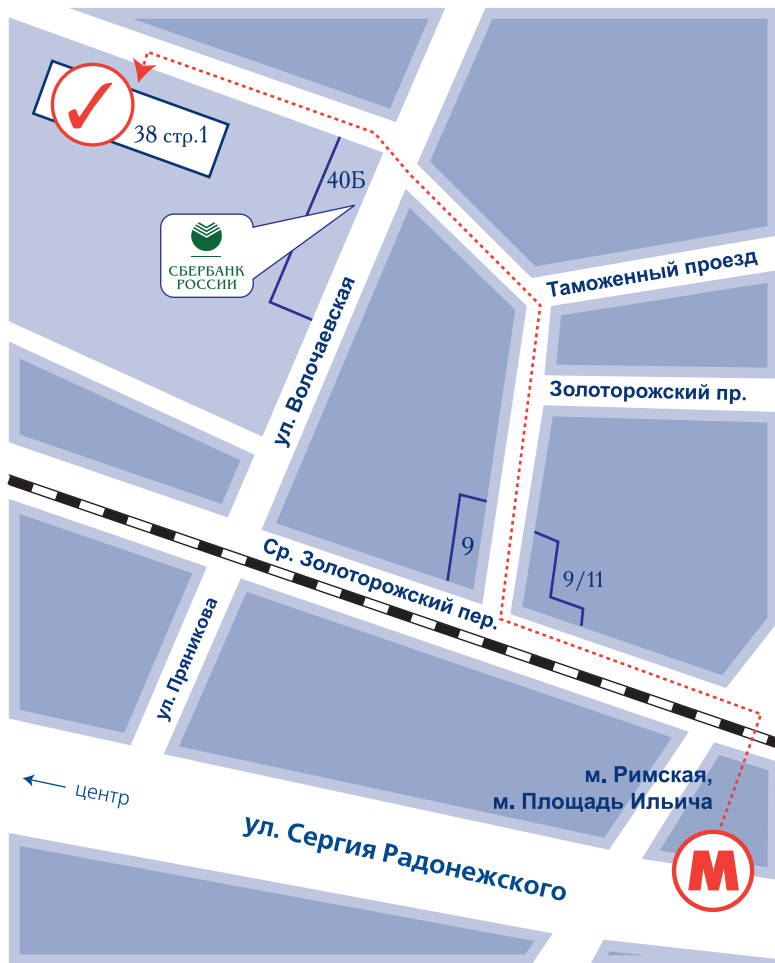 38 стр.1
40Б
СБЕРБАНК
РОССИИ
Таможенный проезд
ул. Волочаевская
Золоторожский пр.
9
9/11
Ср. Золоторожский пер.
ул. Пряникова
м. Римская,
м. Площадь Ильича
центр
ул. Сергия Радонежского
М